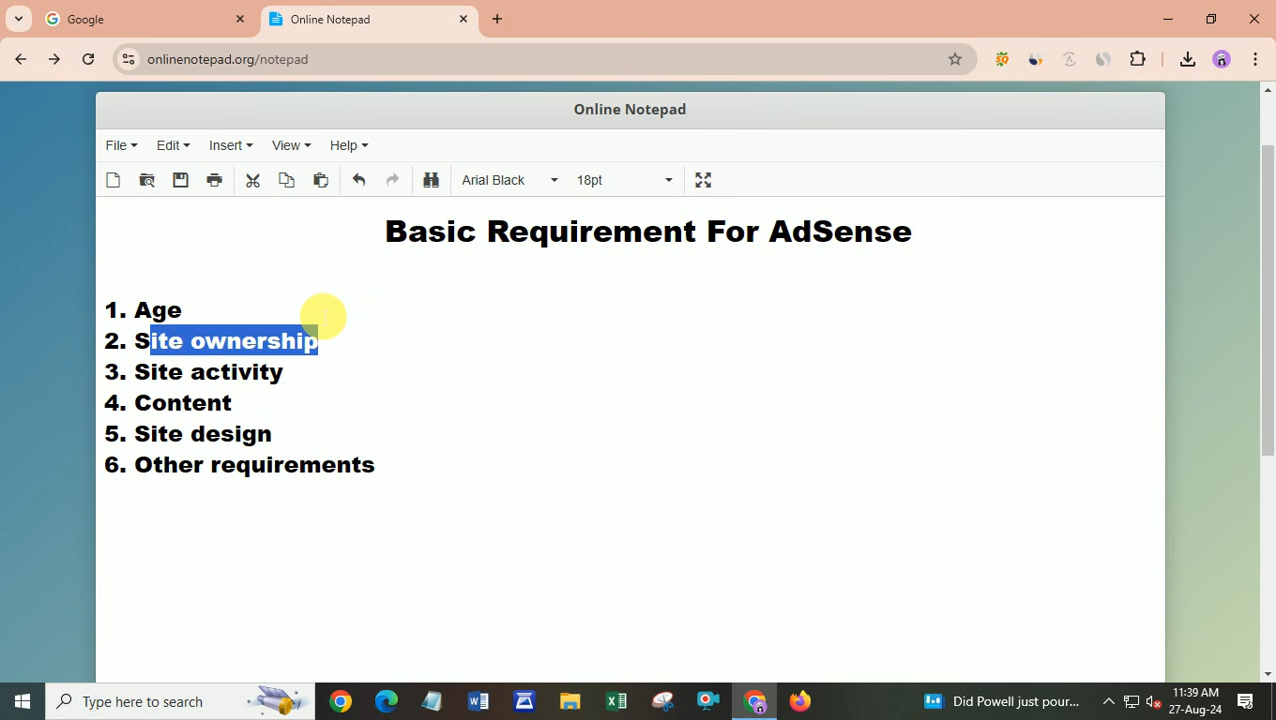 Google
Online Notepad
onlinenotepad.org/notepad
Online Notepad
File Edit Insert View Help
Arial Black 18pt
Basic Requirement For AdSense
1. Age
2. Site ownership
3. Site activity
4. Content
5. Site design
6. Other requirements
Type here to search
Did Powell just pour...
11:39 AM
27-Aug-24